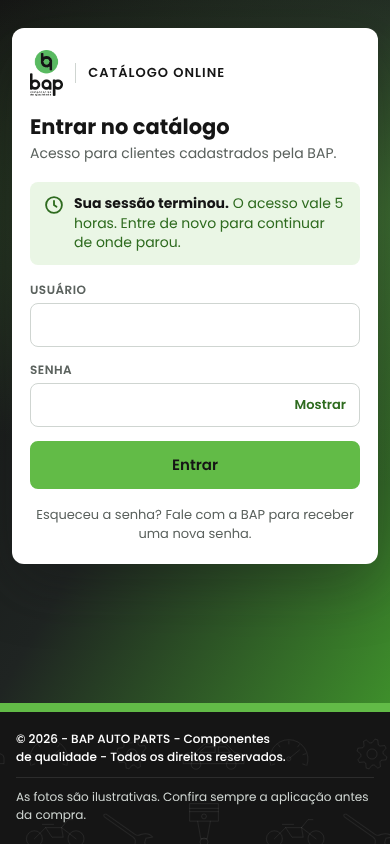 bap
CATÁLOGO ONLINE
Entrar no catálogo
Acesso para clientes cadastrados pela BAP.
Sua sessão terminou. O acesso vale 5
horas. Entre de novo para continuar
de onde parou.
USUÁRIO
SENHA
Mostrar
Entrar
Esqueceu a senha? Fale com a BAP para receber
uma nova senha.
© 2026 - BAP AUTO PARTS - Componentes
de qualidade - Todos os direitos reservados.
As fotos são ilustrativas. Confira sempre a aplicação antes
da compra.